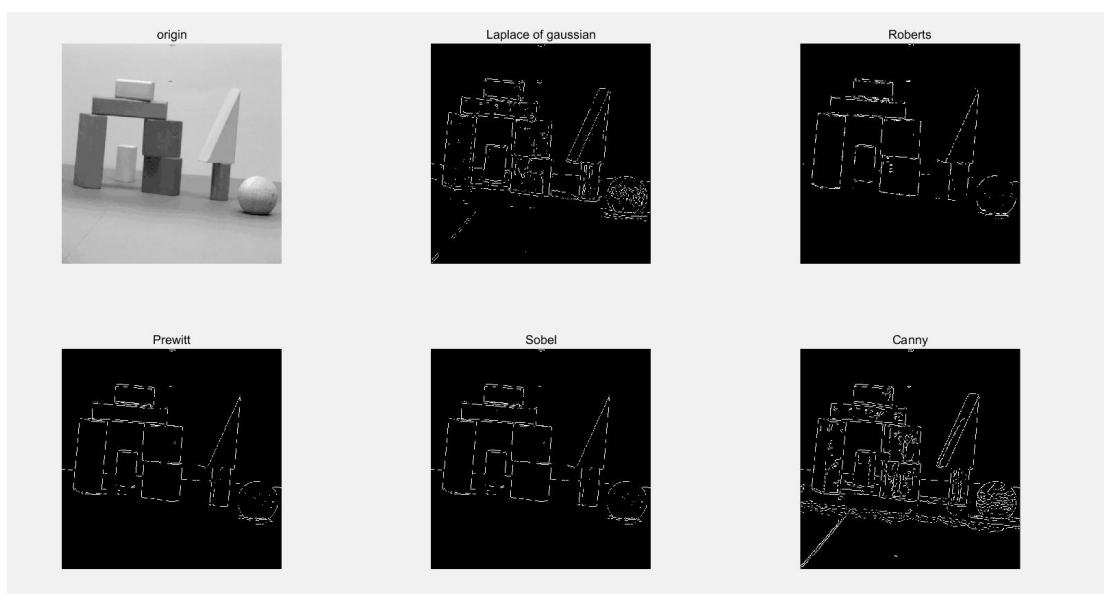 origin
Laplace of gaussian
Roberts
Prewitt
Sobel
Canny